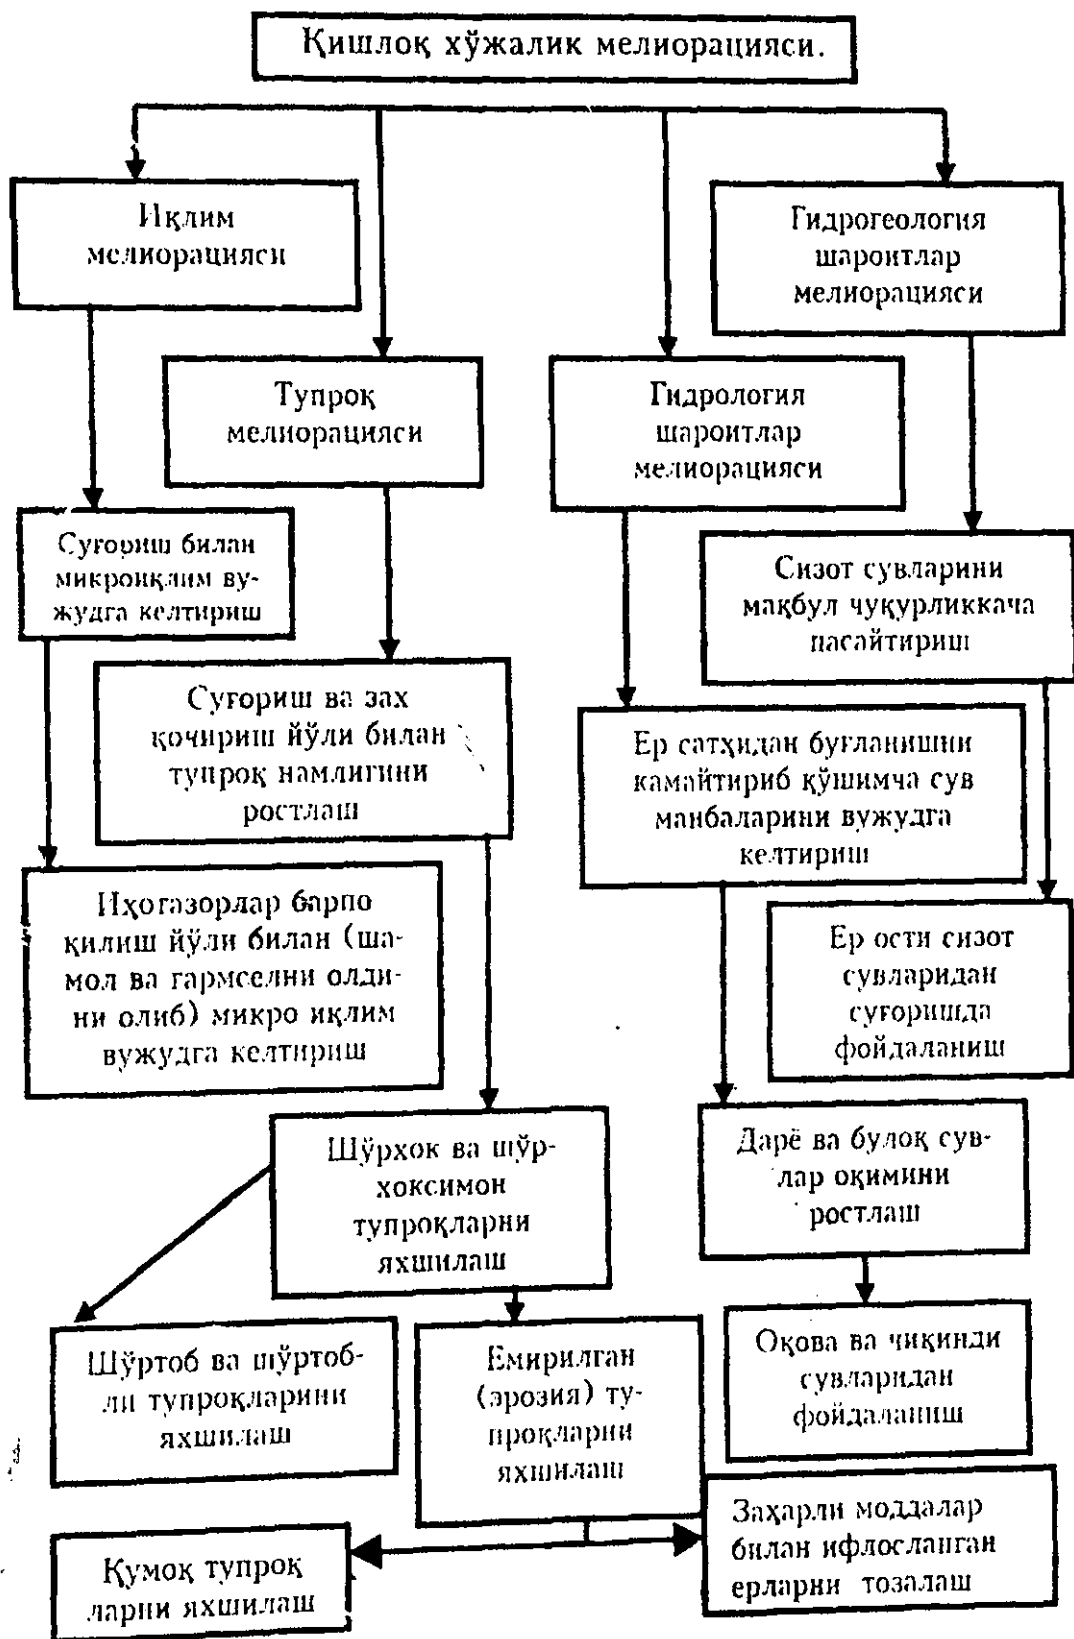 Қишлоқ хўжалик мелиорацияси.
Иқлим
мелиорацияси
Гидрогеология
шароитлар
мелиорацияси
Тупроқ
мелиорацияси
Гидрология
шароитлар
мелиорацияси
Суғориш билан
микроиқлим ву-
жудга келтириш
Сизот сувларини
мақбул чуқурликкача
пасайтириш
Суғориш ва зах
қочириш йўли билан
тупроқ намлигини
ростлаш
Ер сатҳидан буғланишни
камайтириб қўшимча сув
манбаларини вужудга
келтириш
Иҳогазорлар барпо
қилиш йўли билан (ша-
мол ва гармселни олди-
ни олиб) микро иқлим
вужудга келтириш
Ер ости сизот
сувларидан
суғоришда
фойдаланиш
Шўрхок ва шўр-
хоксимон
тупроқларни
яхшилаш
Дарё ва булоқ сув-
лар оқимини
ростлаш
Шўртоб ва шўртоб-
ли тупроқларини
яхшилаш
Емирилган
(эрозия) ту-
проқларни
яхшилаш
Оқова ва чиқинди
сувларидан
фойдаланиш
Қумоқ тупроқ
ларни яхшилаш
Заҳарли моддалар
билан ифлосланган
ерларни тозалаш